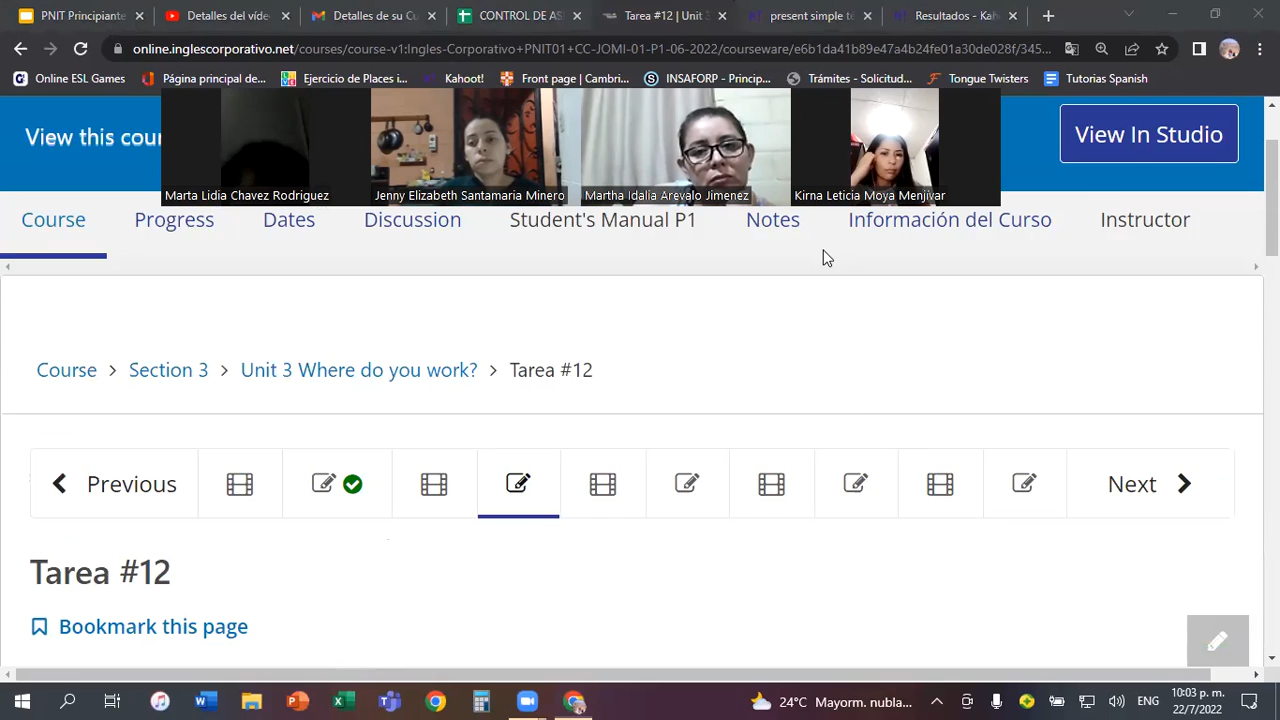 PNIT Principiante
Detalles del víde
Detalles de su Cu
CONTROL DE AS
Tarea #12 | Unit 3
present simple to
Resultados - Kah
online.inglescorporativo.net/courses/course-v1:Ingles-Corporativo+PNIT01+CC-JOMI-01-P1-06-2022/courseware/e6b1da41b89e47a4b24fe01a30de028f/345...
Online ESL Games
Página principal de...
Ejercicio de Places i...
Kahoot!
Front page | Cambri...
INSAFORP - Princip...
Trámites - Solicitud...
Tongue Twisters
Tutorias Spanish
View this cour
View In Studio
Marta Lidia Chavez Rodriguez
Jenny Elizabeth Santamaria Minero
Martha Idalia Arevalo Jimenez
Kirna Leticia Moya Menjivar
Course
Progress
Dates
Discussion
Student's Manual P1
Notes
Información del Curso
Instructor
Course > Section 3 > Unit 3 Where do you work? > Tarea #12
Previous
Next
Tarea #12
Bookmark this page
24°C Mayorm. nubla...
ENG
10:03 p. m.
22/7/2022